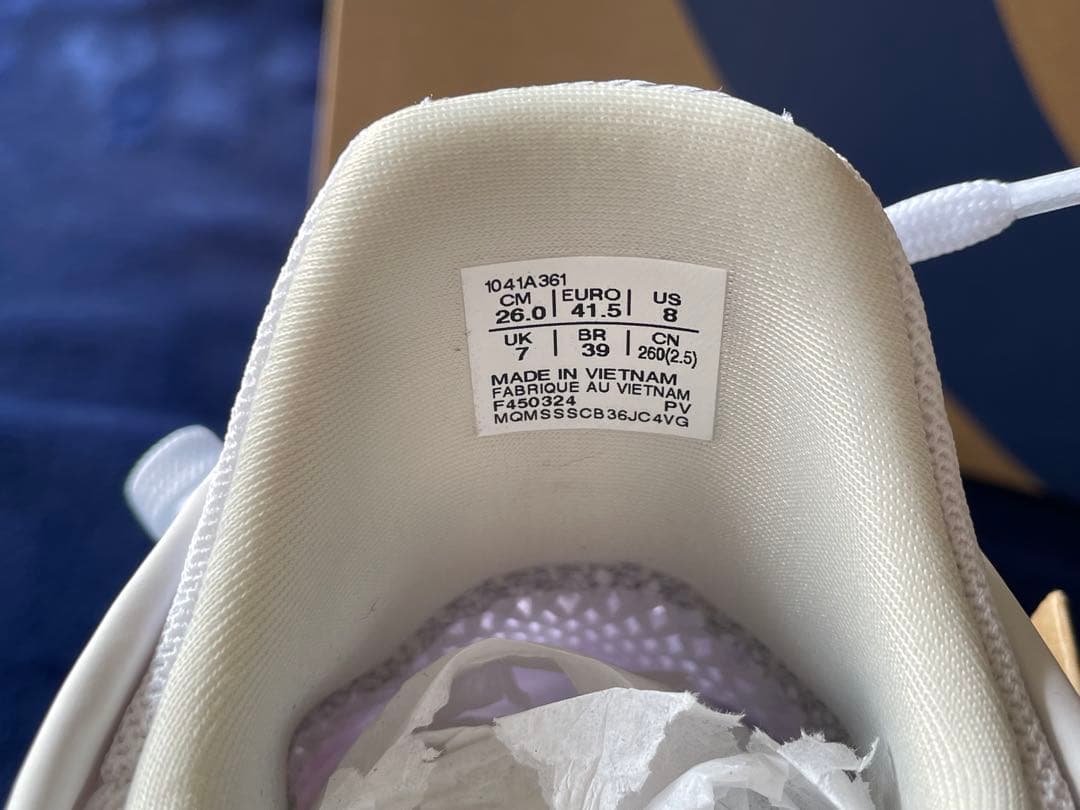 1041A361
CM | EURO | US
26.0 | 41.5 | 8
UK | BR | CN
7 | 39 | 260(2.5)
MADE IN VIETNAM
FABRIQUE AU VIETNAM
F450324 PV
MQMSSSCB36JC4VG